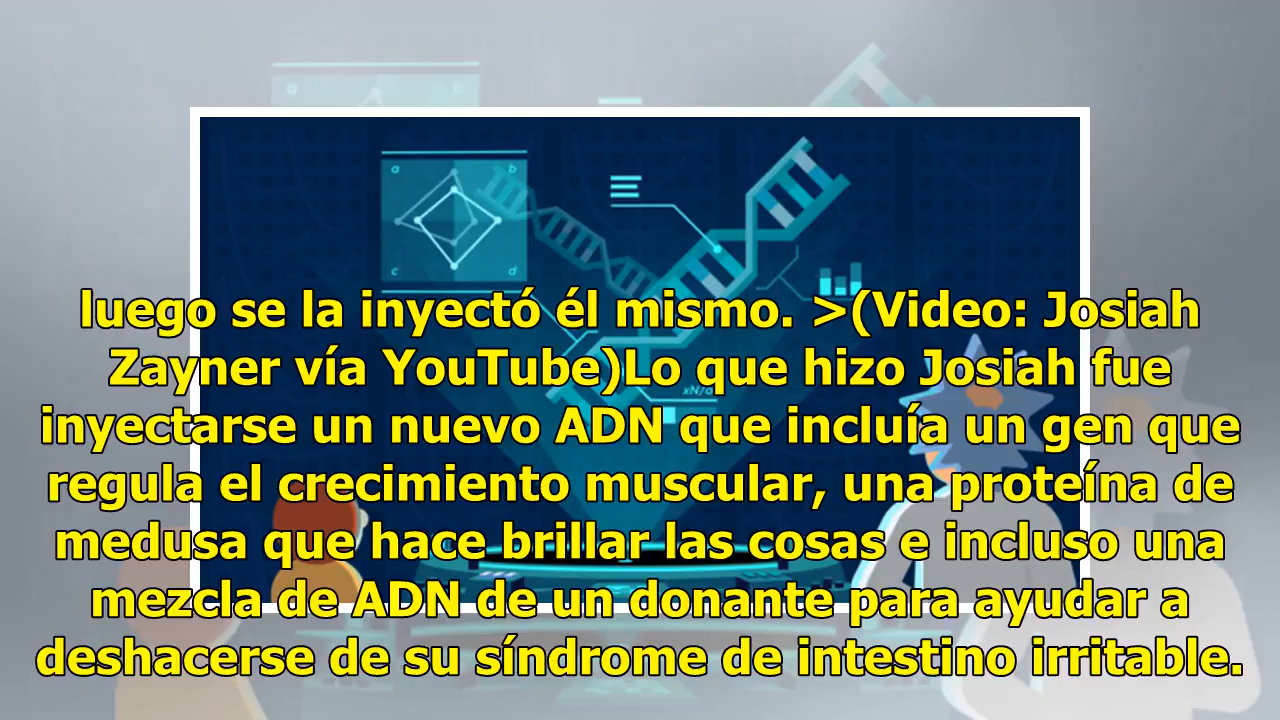 a
b
c
d
xN/a
luego se la inyectó él mismo. >(Video: Josiah
Zayner vía YouTube)Lo que hizo Josiah fue
inyectarse un nuevo ADN que incluía un gen que
regula el crecimiento muscular, una proteína de
medusa que hace brillar las cosas e incluso una
mezcla de ADN de un donante para ayudar a
deshacerse de su síndrome de intestino irritable.